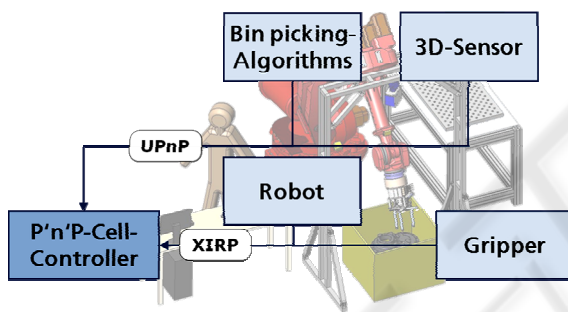 Bin picking-
Algorithms
3D-Sensor
UPnP
Robot
P‘n‘P-Cell-
Controller
XIRP
Gripper